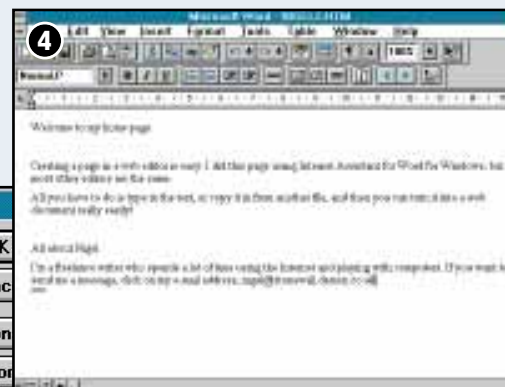 4
Microsoft Word
Edit View Insert Format Tools Table Window Help
100%
Normal
Welcome to my home page
Creating a page in a web editor is easy. I did this page using Internet Assistant for Word for Windows, but
most other editors are the same.
All you have to do is type in the text, or copy it in from another file, and then you can turn it into a web
document really easily!
All about Nigel
I'm a freelance writer who spends a lot of time using the Internet and playing with computers. If you want to
send me a message, click on my e-mail address,